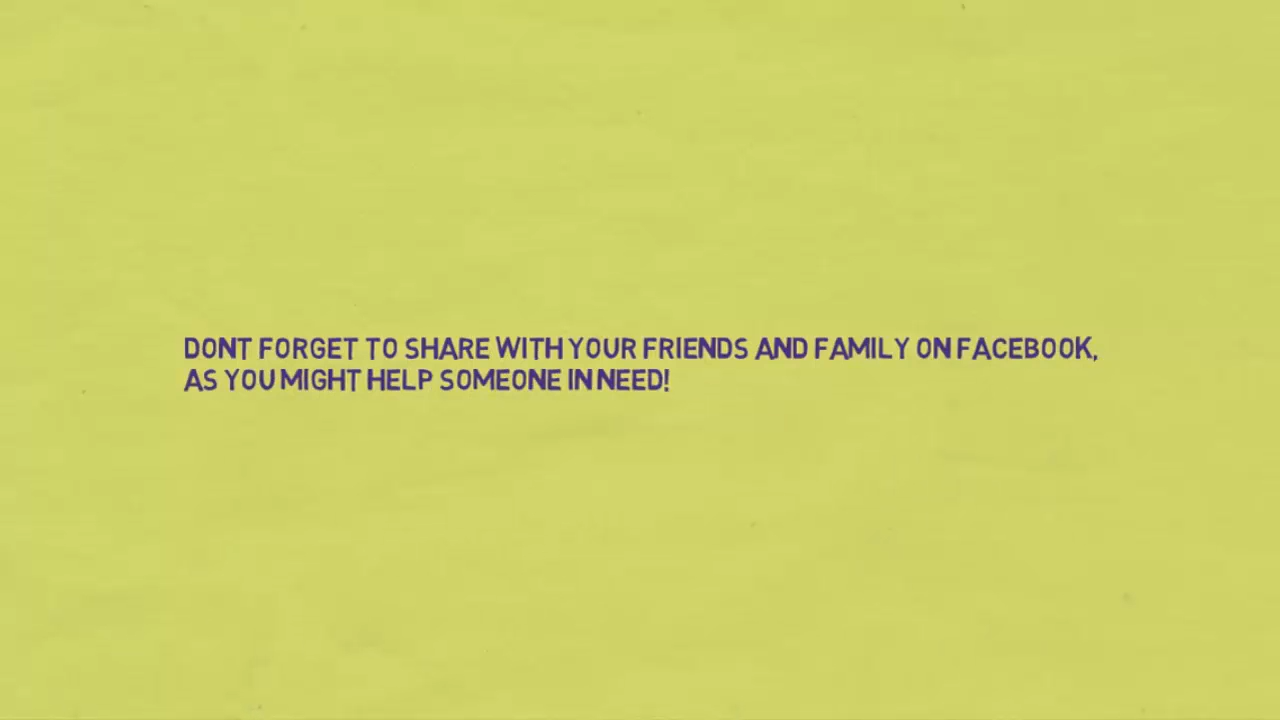 DONT FORGET TO SHARE WITH YOUR FRIENDS AND FAMILY ON FACEBOOK,
AS YOU MIGHT HELP SOMEONE IN NEED!